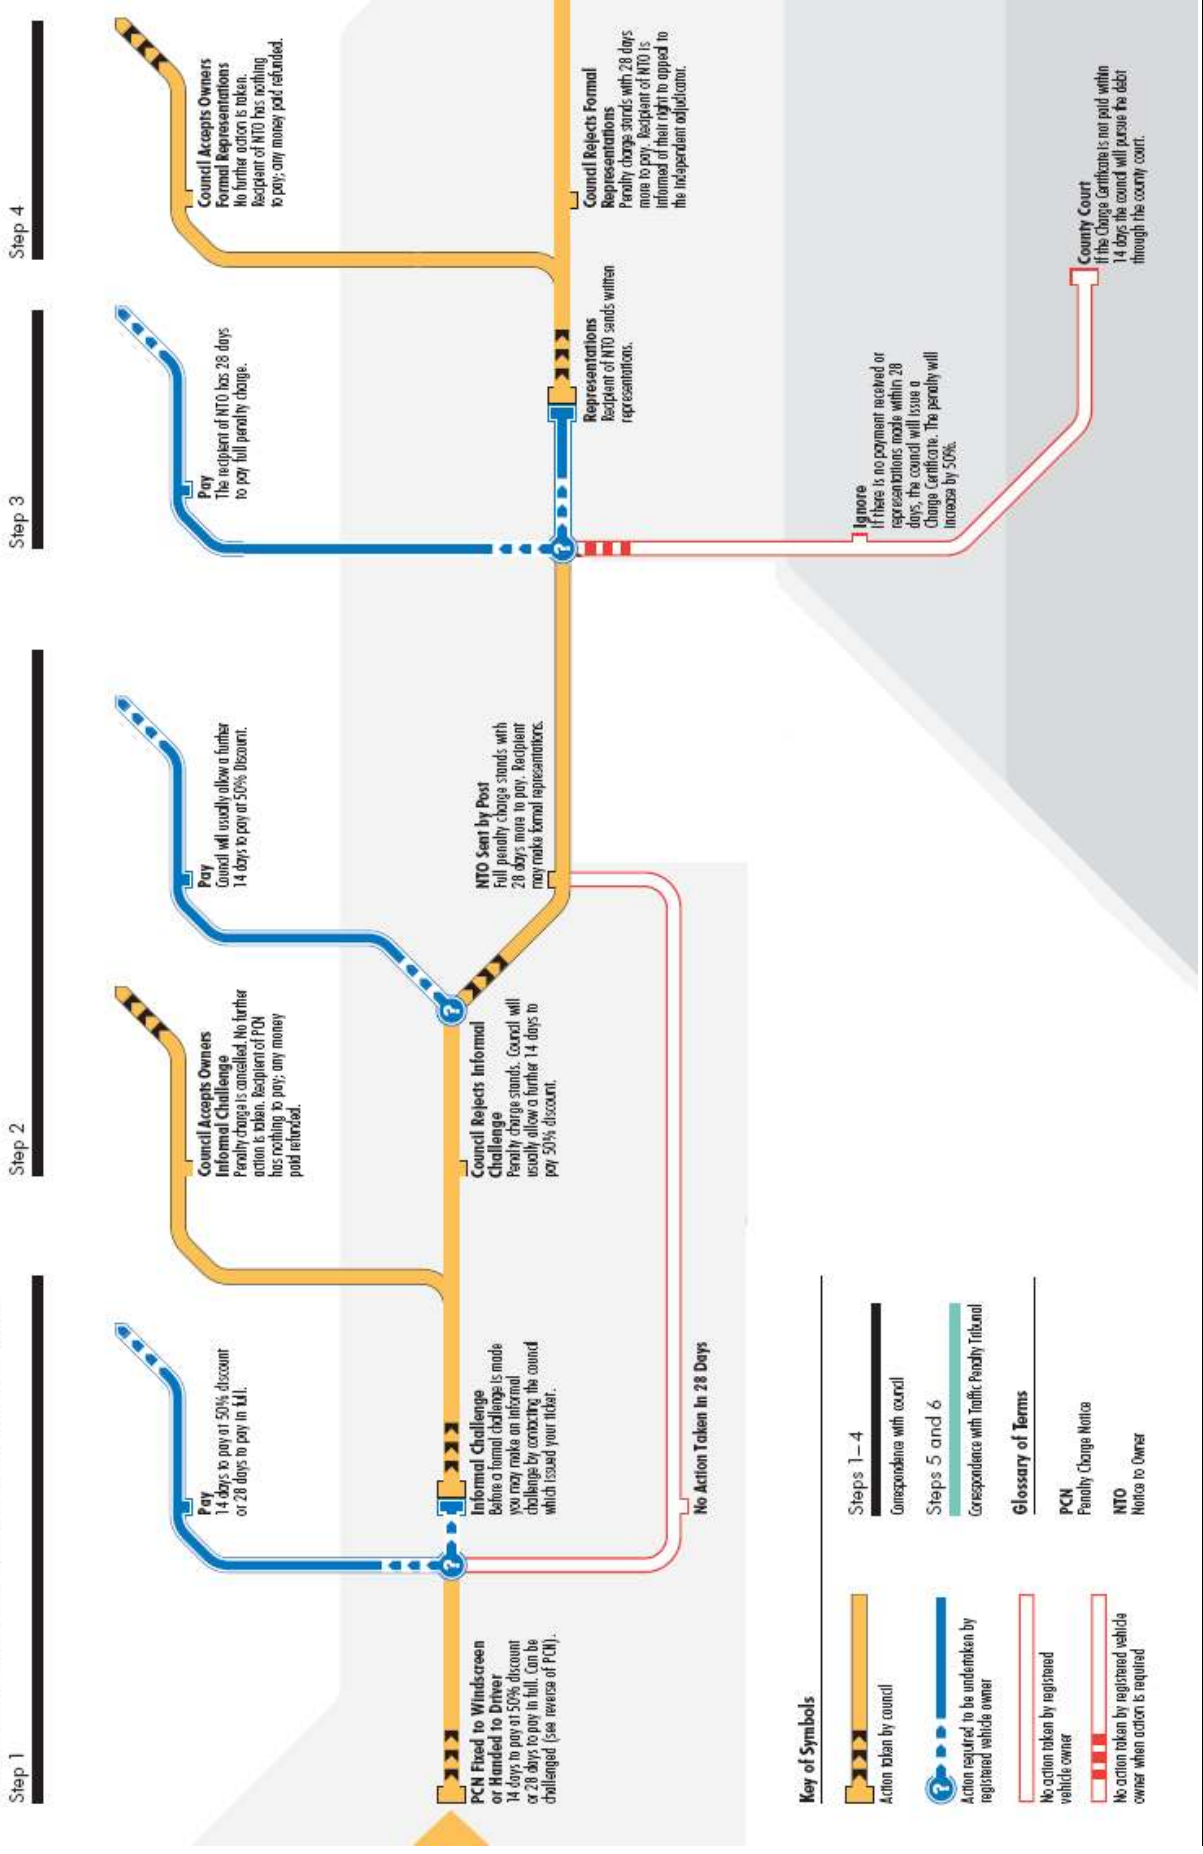 Step 1
Step 2
Step 3
Step 4
Pay
14 days to pay at 50% discount
or 28 days to pay in full.
Council Accepts Owners
Informal Challenge
Penalty charge is cancelled. No further
action is taken. Recipient of PCN
has nothing to pay; any money
paid refunded.
Pay
Council will usually allow a further
14 days to pay at 50% Discount.
Pay
The recipient of NTO has 28 days
to pay full penalty charge.
Council Accepts Owners
Formal Representations
No further action is taken.
Recipient of NTO has nothing
to pay; any money paid refunded.
PCN Fixed to Windscreen
or Handed to Driver
14 days to pay at 50% discount
or 28 days to pay in full. Can be
challenged (see reverse of PCN).
?
Informal Challenge
Before a formal challenge is made
you may make an informal
challenge by contacting the council
which issued your ticket.
Council Rejects Informal
Challenge
Penalty charge stands. Council will
usually allow a further 14 days to
pay 50% discount.
?
NTO Sent by Post
Full penalty charge stands with
28 days more to pay. Recipient
may make formal representations.
?
Representations
Recipient of NTO sends written
representations.
Council Rejects Formal
Representations
Penalty charge stands with 28 days
more to pay. Recipient of NTO is
informed of their right to appeal to
the independent adjudicator.
No Action Taken In 28 Days
Ignore
If there is no payment received or
representations made within 28
days, the council will issue a
Charge Certificate. The penalty will
increase by 50%.
County Court
If the Charge Certificate is not paid within
14 days the council will pursue the debt
through the county court.
Key of Symbols
Action taken by council
?
Action required to be undertaken by
registered vehicle owner
No action taken by registered
vehicle owner
No action taken by registered vehicle
owner when action is required
Steps 1–4
Correspondence with council
Steps 5 and 6
Correspondence with Traffic Penalty Tribunal
Glossary of Terms
PCN
Penalty Charge Notice
NTO
Notice to Owner